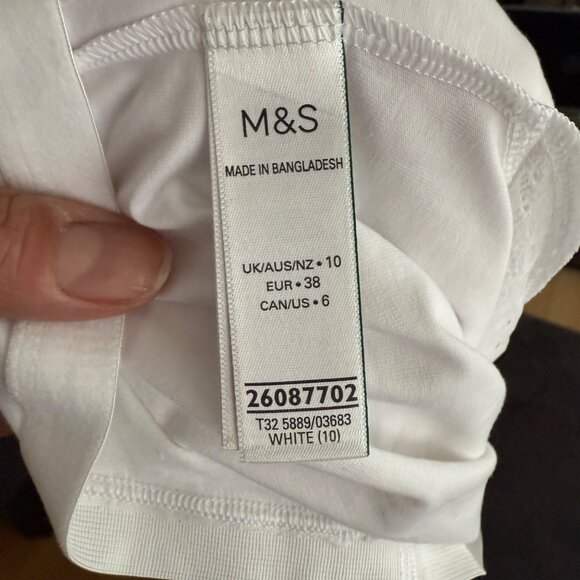 M&S
MADE IN BANGLADESH
UK/AUS/NZ • 10
EUR • 38
CAN/US • 6
26087702
T32 5889/03683
WHITE (10)